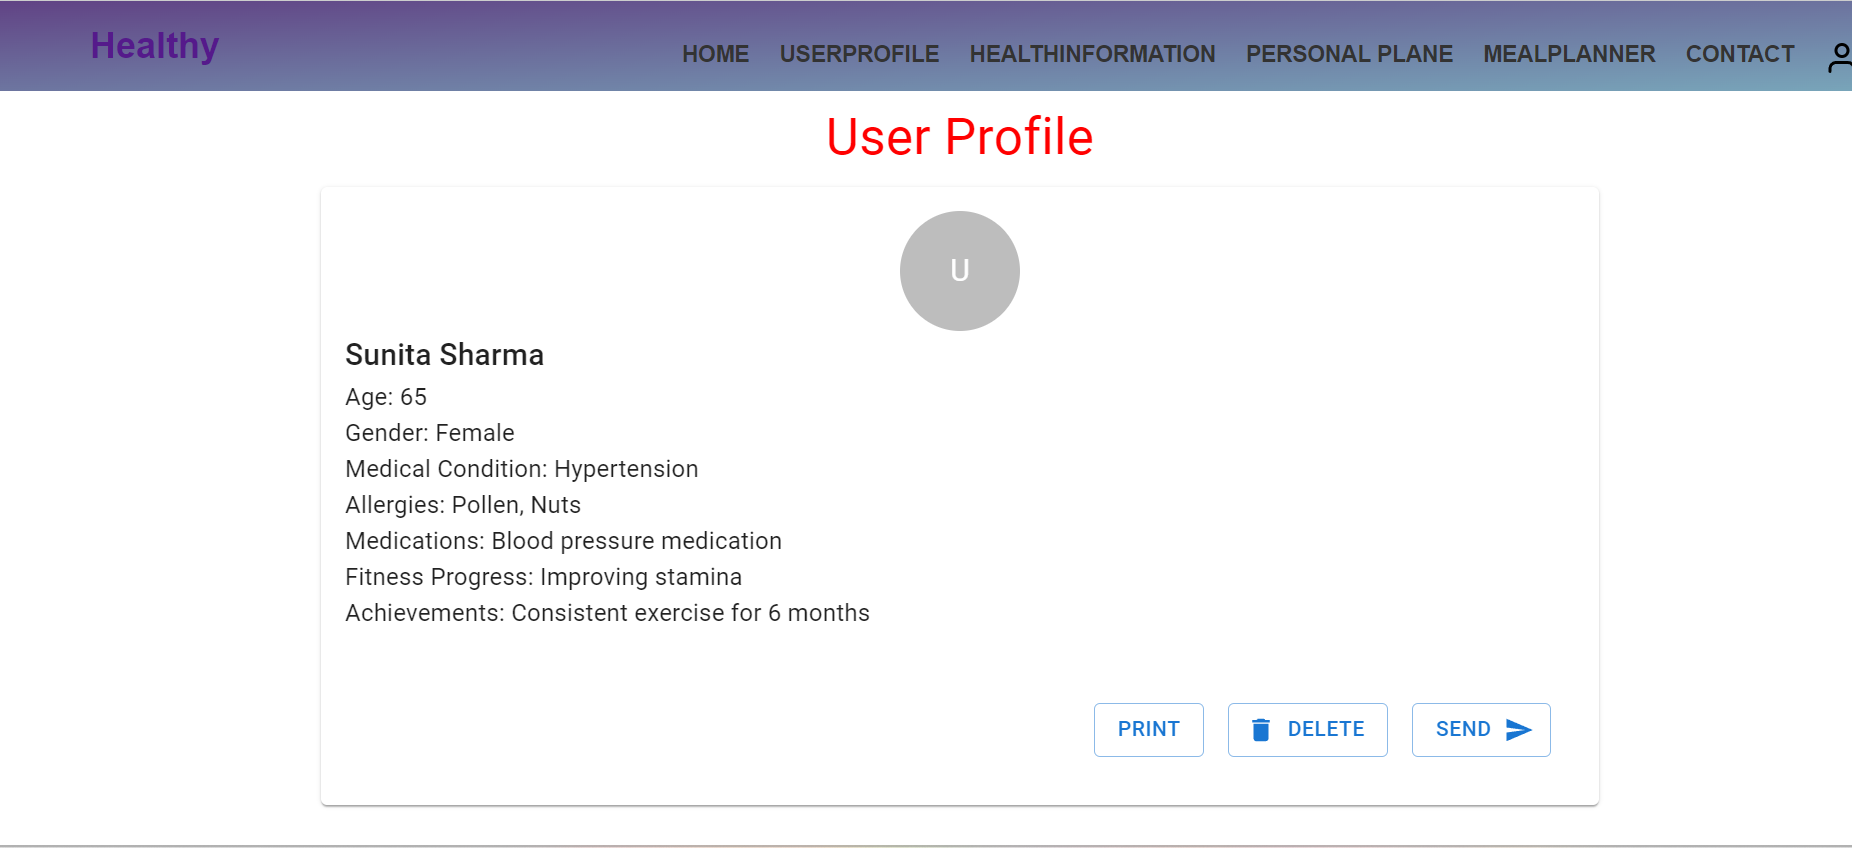 Healthy
HOME USERPROFILE HEALTHINFORMATION PERSONAL PLANE MEALPLANNER CONTACT
User Profile
U
Sunita Sharma
Age: 65
Gender: Female
Medical Condition: Hypertension
Allergies: Pollen, Nuts
Medications: Blood pressure medication
Fitness Progress: Improving stamina
Achievements: Consistent exercise for 6 months
PRINT DELETE SEND